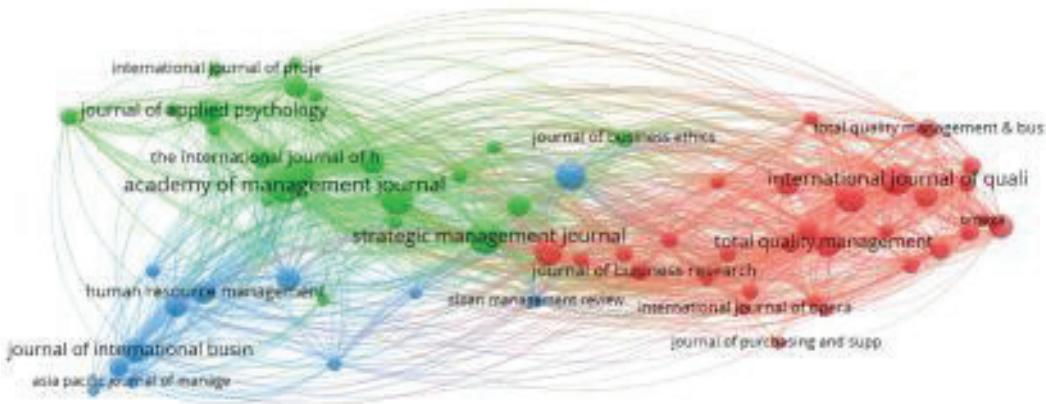 international journal of proje
journal of applied psychology
total quality management & bus
journal of business ethics
the international journal of h
academy of management journal
international journal of quali
omega
strategic management journal
total quality management
journal of business research
human resource management
sloan management review
international journal of opera
journal of purchasing and supp
journal of international busin
asia pacific journal of manage